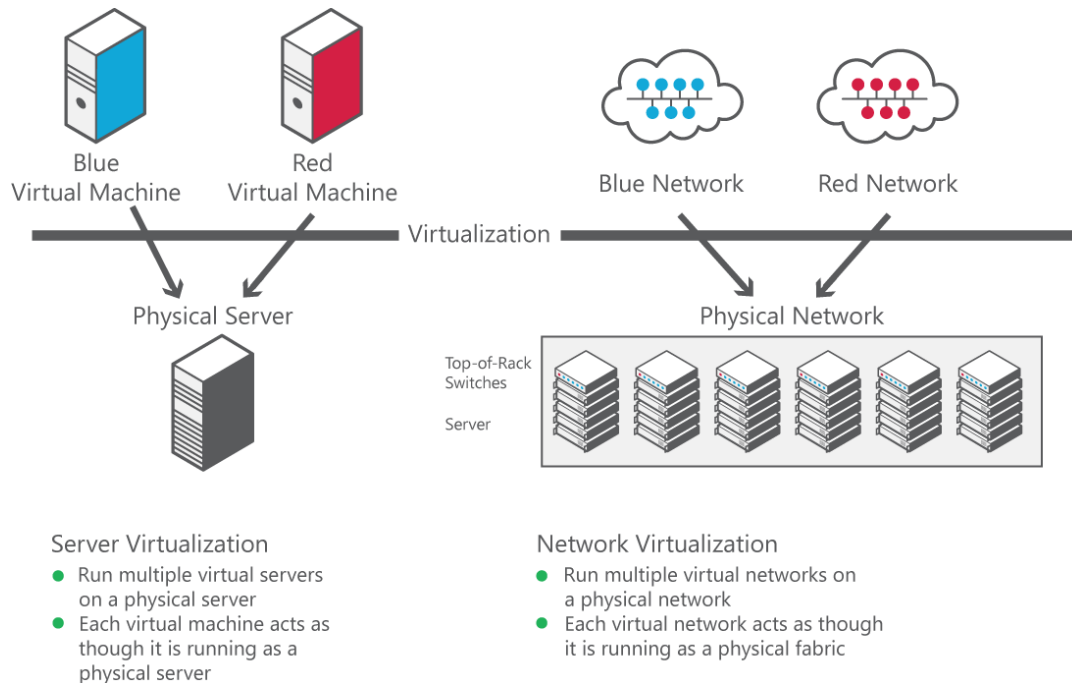 Blue
Virtual Machine
Red
Virtual Machine
Blue Network
Red Network
Virtualization
Physical Server
Physical Network
Top-of-Rack
Switches
Server
Server Virtualization
Run multiple virtual servers
on a physical server
Each virtual machine acts as
though it is running as a
physical server
Network Virtualization
Run multiple virtual networks on
a physical network
Each virtual network acts as though
it is running as a physical fabric